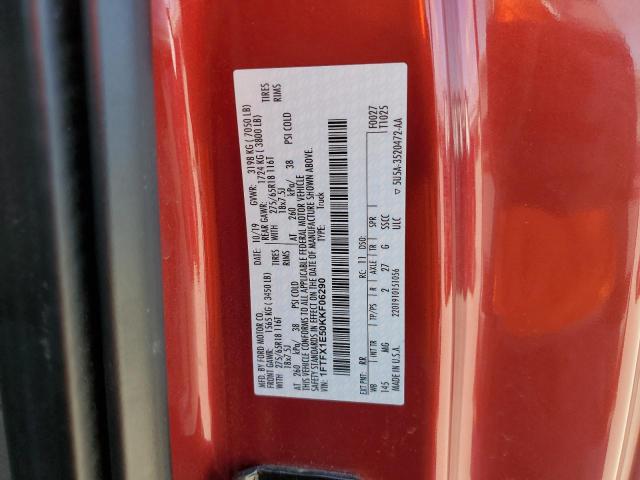 MFD. BY FORD MOTOR CO.
DATE: 10/19 GVWR: 3198 KG ( 7050 LB)
FRONT GAWR: 1565 KG ( 3450 LB) REAR GAWR: 1724 KG ( 3800 LB)
WITH 275/65R18 116T TIRES WITH 275/65R18 116T TIRES
18x7.5J RIMS 18x7.5J RIMS
AT 260 kPa/ 38 PSI COLD AT 260 kPa/ 38 PSI COLD
THIS VEHICLE CONFORMS TO ALL APPLICABLE FEDERAL MOTOR VEHICLE
SAFETY STANDARDS IN EFFECT ON THE DATE OF MANUFACTURE SHOWN ABOVE.
VIN: 1FTFX1E50KKF06290 TYPE: Truck
F0027
EXT PNT: RR RC: 11 DSO: 1T025
WB INT TR TP/PS R AXLE TR SPR
145 MG 2 27 G 5SCC
ULC
MADE IN U.S.A. 2201910151056 ▽ 5U5A-3520472-AA